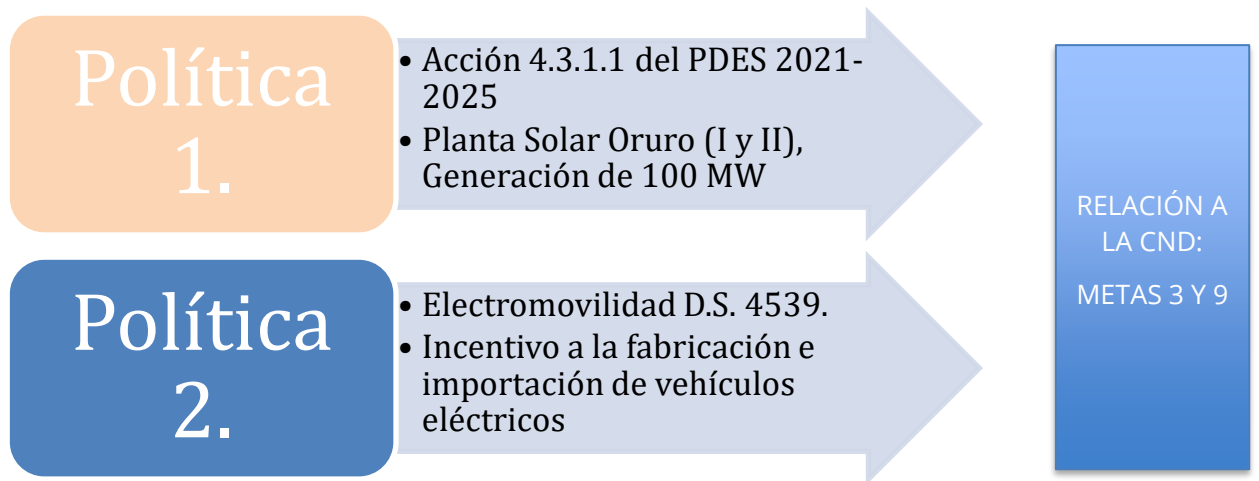 Política
1.
• Acción 4.3.1.1 del PDES 2021-
2025
• Planta Solar Oruro (I y II),
Generación de 100 MW
Política
2.
• Electromovilidad D.S. 4539.
• Incentivo a la fabricación e
importación de vehículos
eléctricos
RELACIÓN A
LA CND:
METAS 3 Y 9